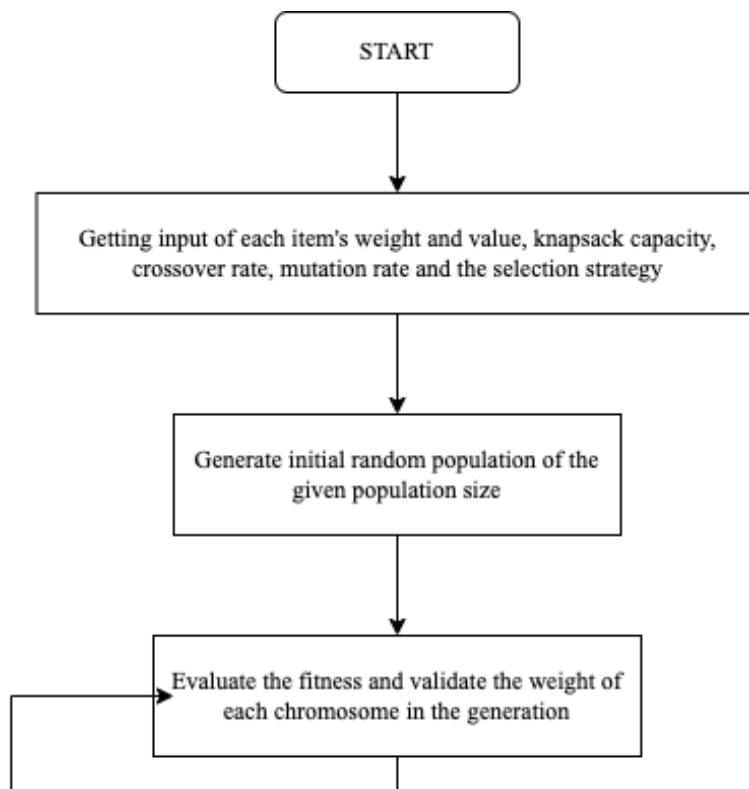 START
Getting input of each item's weight and value, knapsack capacity,
crossover rate, mutation rate and the selection strategy
Generate initial random population of the
given population size
Evaluate the fitness and validate the weight of
each chromosome in the generation